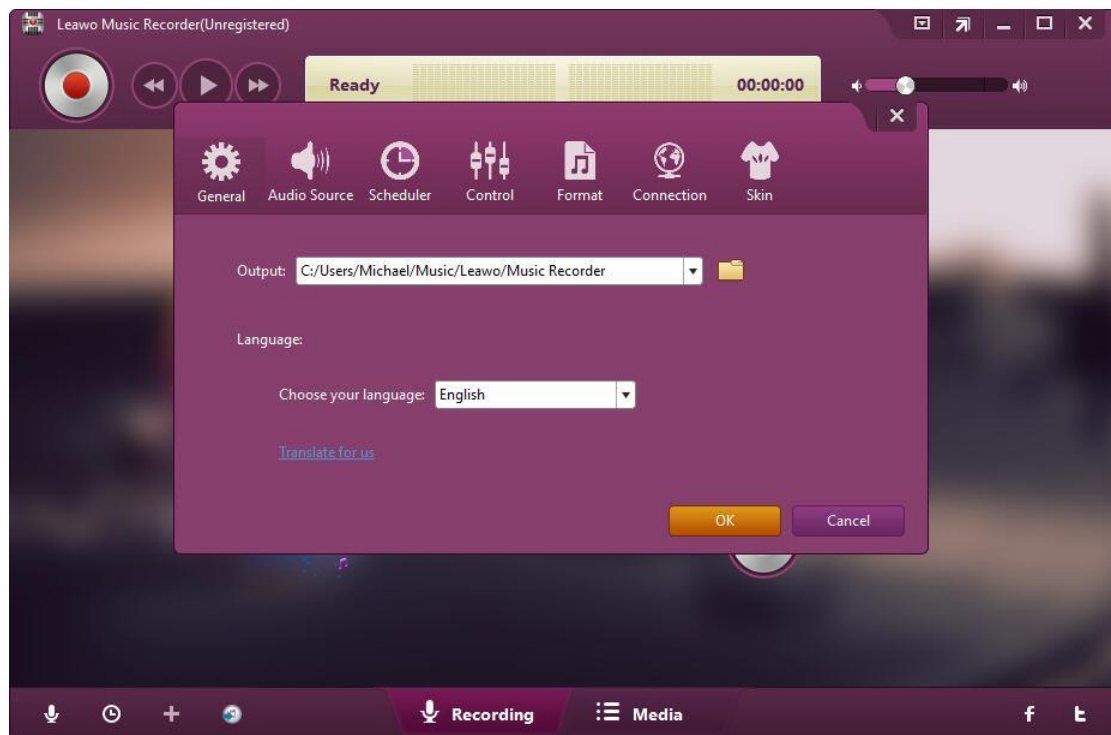 Leawo Music Recorder(Unregistered)
Ready
00:00:00
General
Audio Source
Scheduler
Control
Format
Connection
Skin
Output:
C:/Users/Michael/Music/Leawo/Music Recorder
Language:
Choose your language:
English
Translate for us
OK
Cancel
Recording
Media